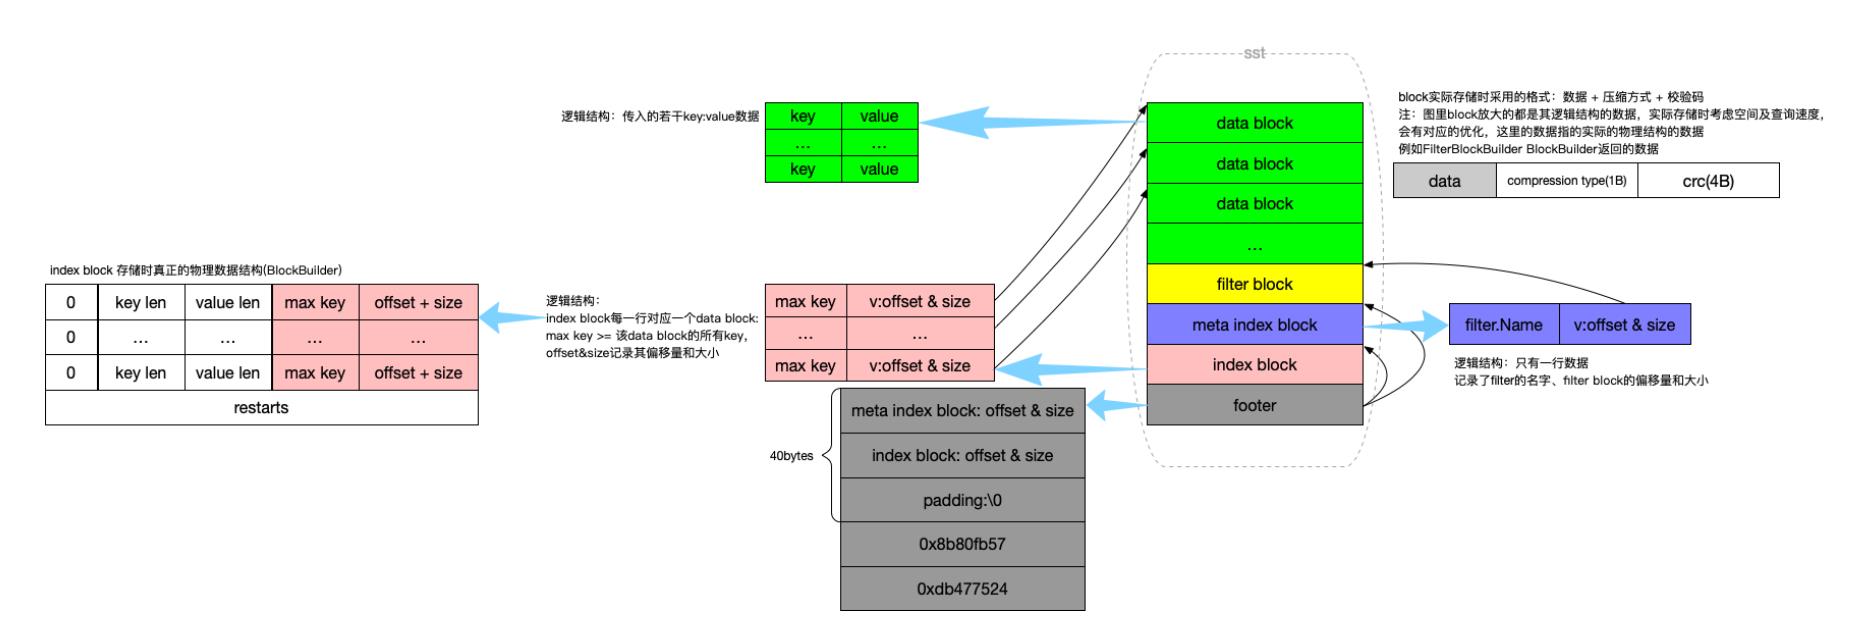 sst
逻辑结构：传入的若干key:value数据
key value
... ...
key value
data block
data block
data block
...
filter block
meta index block
index block
footer
block实际存储时采用的格式：数据 + 压缩方式 + 校验码
注：图里block放大的都是其逻辑结构的数据，实际存储时考虑空间及查询速度，
会有对应的优化，这里的数据指的实际的物理结构的数据
例如FilterBlockBuilder BlockBuilder返回的数据
data compression type(1B) crc(4B)
index block 存储时真正的物理数据结构(BlockBuilder)
0 key len value len max key offset + size
0 ... ... ... ...
0 key len value len max key offset + size
restarts
逻辑结构：
index block每一行对应一个data block:
max key >= 该data block的所有key,
offset&size记录其偏移量和大小
max key v:offset & size
... ...
max key v:offset & size
filter.Name v:offset & size
逻辑结构：只有一行数据
记录了filter的名字、filter block的偏移量和大小
40bytes
meta index block: offset & size
index block: offset & size
padding:\0
0x8b80fb57
0xdb477524